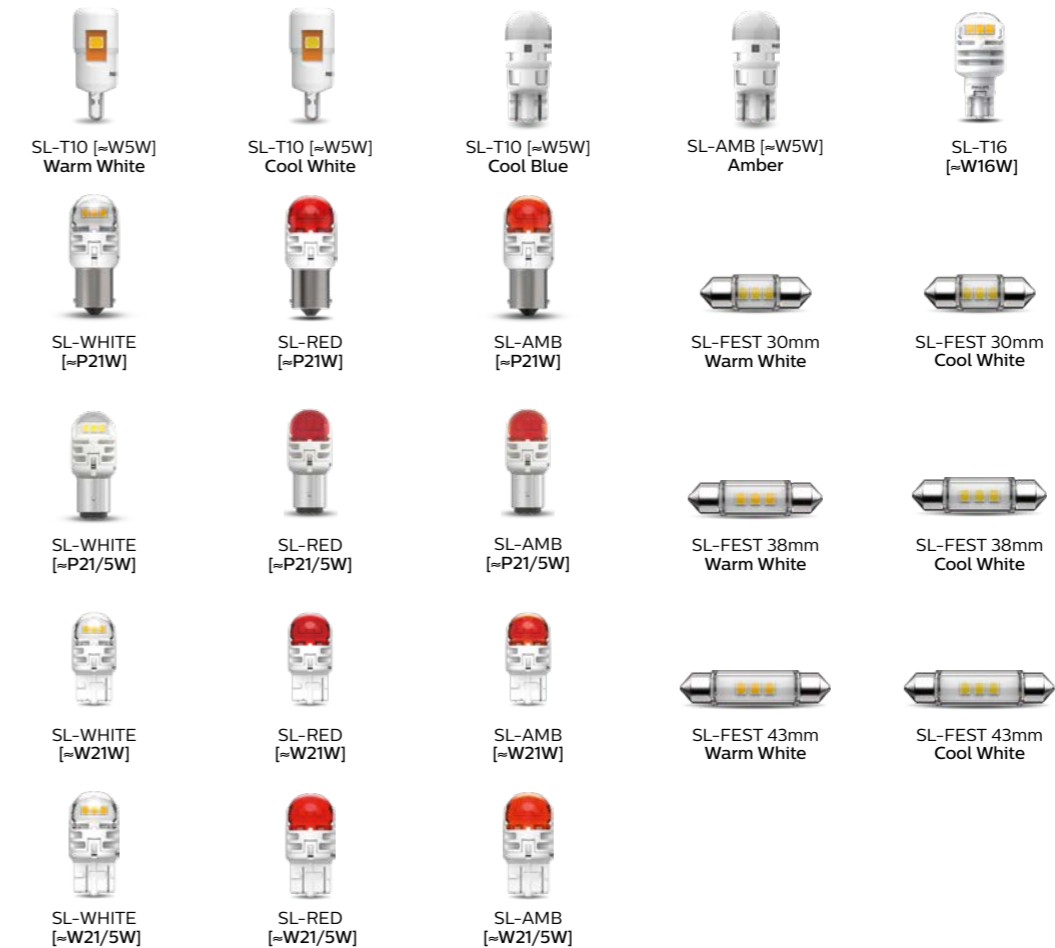 SL-T10 [≈W5W]
Warm White
SL-T10 [≈W5W]
Cool White
SL-T10 [≈W5W]
Cool Blue
SL-AMB [≈W5W]
Amber
SL-T16
[≈W16W]
SL-WHITE
[≈P21W]
SL-RED
[≈P21W]
SL-AMB
[≈P21W]
SL-FEST 30mm
Warm White
SL-FEST 30mm
Cool White
SL-WHITE
[≈P21/5W]
SL-RED
[≈P21/5W]
SL-AMB
[≈P21/5W]
SL-FEST 38mm
Warm White
SL-FEST 38mm
Cool White
SL-WHITE
[≈W21W]
SL-RED
[≈W21W]
SL-AMB
[≈W21W]
SL-FEST 43mm
Warm White
SL-FEST 43mm
Cool White
SL-WHITE
[≈W21/5W]
SL-RED
[≈W21/5W]
SL-AMB
[≈W21/5W]